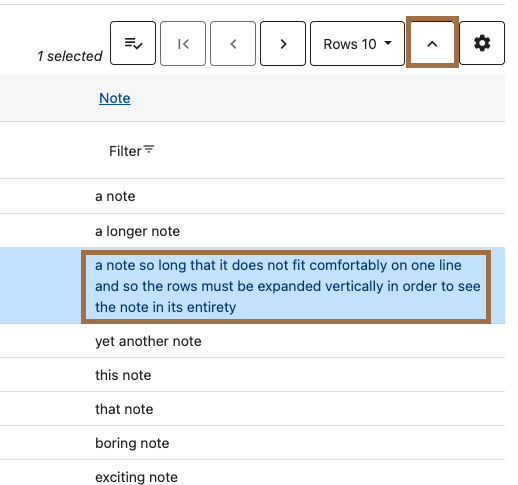 1 selected
Rows 10
Note
Filter
a note
a longer note
a note so long that it does not fit comfortably on one line
and so the rows must be expanded vertically in order to see
the note in its entirety
yet another note
this note
that note
boring note
exciting note